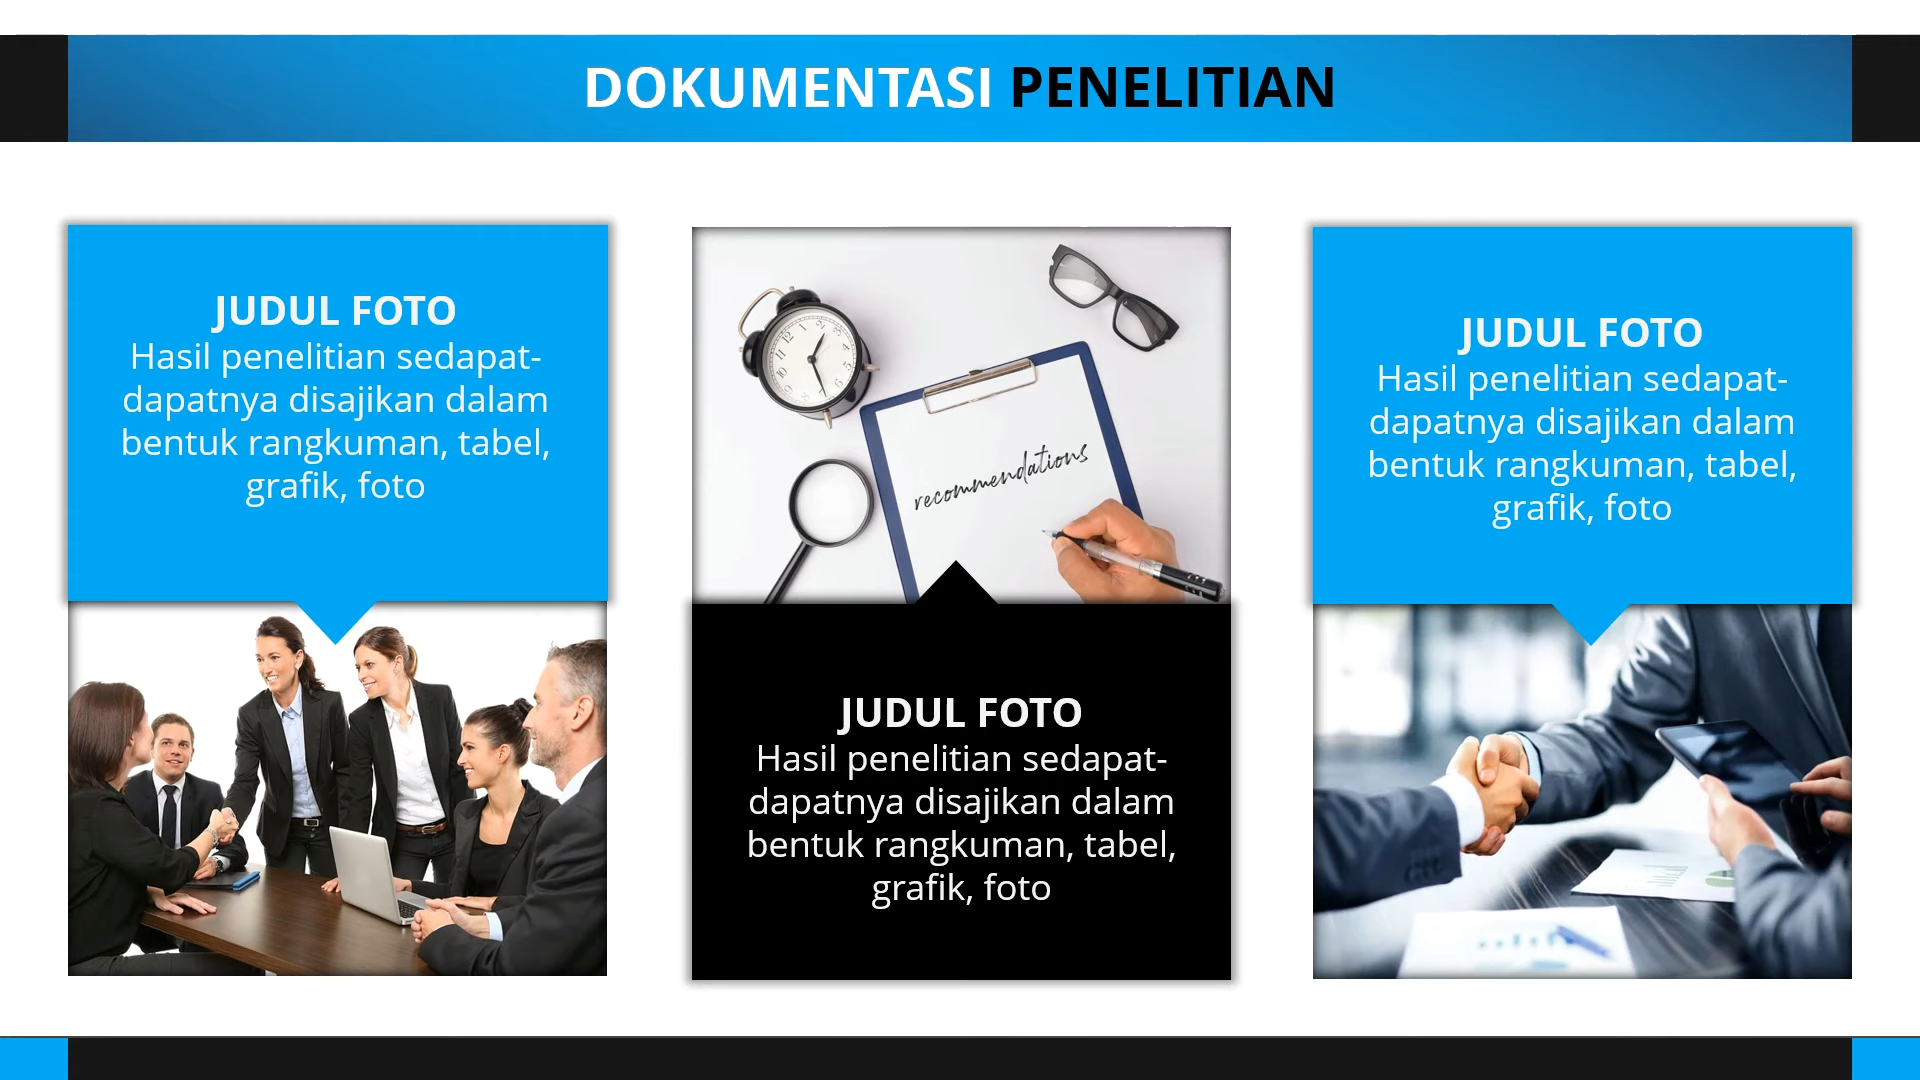 DOKUMENTASI PENELITIAN
JUDUL FOTO
Hasil penelitian sedapat-
dapatnya disajikan dalam
bentuk rangkuman, tabel,
grafik, foto
recommendations
JUDUL FOTO
Hasil penelitian sedapat-
dapatnya disajikan dalam
bentuk rangkuman, tabel,
grafik, foto
JUDUL FOTO
Hasil penelitian sedapat-
dapatnya disajikan dalam
bentuk rangkuman, tabel,
grafik, foto